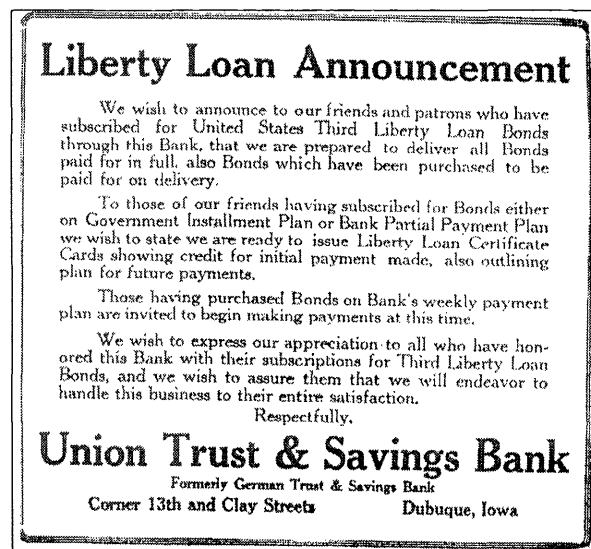 Liberty Loan Announcement
We wish to announce to our friends and patrons who have
subscribed for United States Third Liberty Loan Bonds
through this Bank, that we are prepared to deliver all Bonds
paid for in full, also Bonds which have been purchased to be
paid for on delivery.
To those of our friends having subscribed for Bonds either
on Government Installment Plan or Bank Partial Payment Plan
we wish to state we are ready to issue Liberty Loan Certificate
Cards showing credit for initial payment made, also outlining
plan for future payments.
Those having purchased Bonds on Bank's weekly payment
plan are invited to begin making payments at this time.
We wish to express our appreciation to all who have hon-
ored this Bank with their subscriptions for Third Liberty Loan
Bonds, and we wish to assure them that we will endeavor to
handle this business to their entire satisfaction.
Respectfully,
Union Trust & Savings Bank
Formerly German Trust & Savings Bank
Corner 13th and Clay Streets Dubuque, Iowa